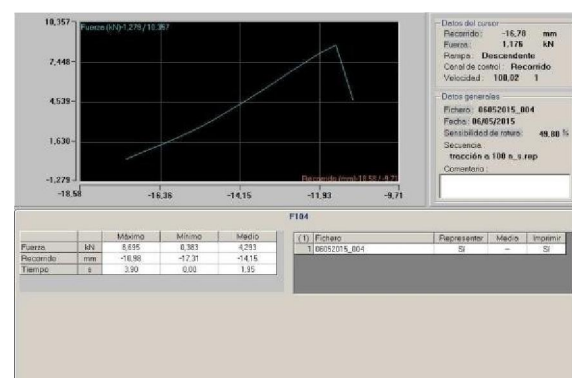 10,357
Fuerza (kN)-1,279 / 10,357
7,448
4,539
1,630
-1,279
Recorrido (mm)-18,58 / -9,71
-18,58
-16,36
-14,15
-11,93
-9,71
Datos del cursor
Recorrido: -16,76 mm
Fuerza: 1,176 kN
Rampa: Descendente
Canal de control: Recorrido
Velocidad: 100,02 1
Datos generales
Fichero: 06052015_004
Fecha: 06/05/2015
Sensibilidad de rotura: 49,80 %
Secuencia
tracción a 100 n_s.rep
Comentario:
F104
Máximo Mínimo Medio
Fuerza kN 8,695 0,383 4,293
Recorrido mm -10,98 -17,31 -14,15
Tiempo s 3,90 0,00 1,95
(1) Fichero Representar Medio Imprimir
1 06052015_004 Sí – Sí